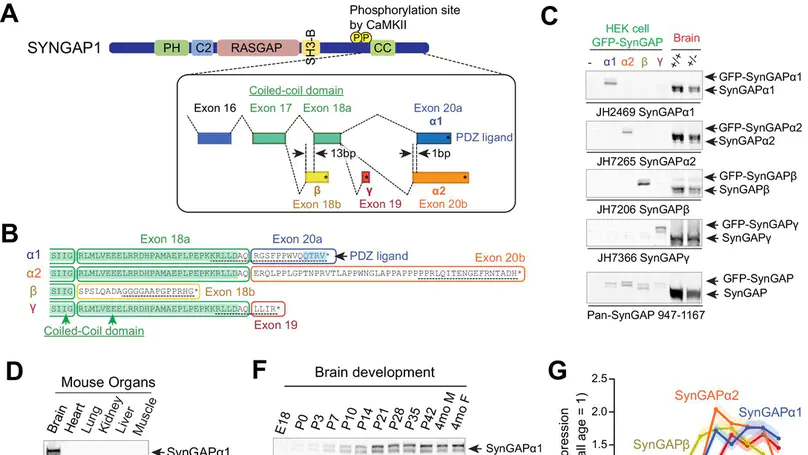 A
SYNGAP1
PH
C2
RASGAP
SH3-B
CC
Phosphorylation site
by CaMKII
P P
Coiled-coil domain
Exon 16
Exon 17
Exon 18a
Exon 20a
α1
PDZ ligand
13bp
1bp
β
Exon 18b
γ
Exon 19
α2
Exon 20b
B
Exon 18a
Exon 20a
α1
SIIG RLMLVEEELRRDHPAMAEPLPEPKKRLLDAQ RGSFPPWVQQTRV*
PDZ ligand
Exon 20b
α2
SIIG RLMLVEEELRRDHPAMAEPLPEPKKRLLDAQ ERQLPPLGPTNPRVTLAPPWNGLAPPAPPPPPRLQITENGEFRNTADH*
β
SIIG SPSLQADAGGGGAAPGPPRHG*
Exon 18b
γ
SIIG RLMLVEEELRRDHPAMAEPLPEPKKRLLDAQ LLIR*
Exon 19
Coiled-Coil domain
C
HEK cell
GFP-SynGAP
Brain
- α1 α2 β γ +/+ +/-
GFP-SynGAPα1
SynGAPα1
JH2469 SynGAPα1
GFP-SynGAPα2
SynGAPα2
JH7265 SynGAPα2
GFP-SynGAPβ
SynGAPβ
JH7206 SynGAPβ
GFP-SynGAPγ
SynGAPγ
JH7366 SynGAPγ
GFP-SynGAP
SynGAP
Pan-SynGAP 947-1167
D
Mouse Organs
Brain
Heart
Lung
Kidney
Liver
Muscle
SynGAPα1
F
Brain development
E18
P0
P3
P7
P10
P14
P21
P28
P35
P42
4mo M
4mo F
SynGAPα1
G
2.5
2.0
1.5
all age = 1)
SynGAPα2
SynGAPα1
SynGAPβ